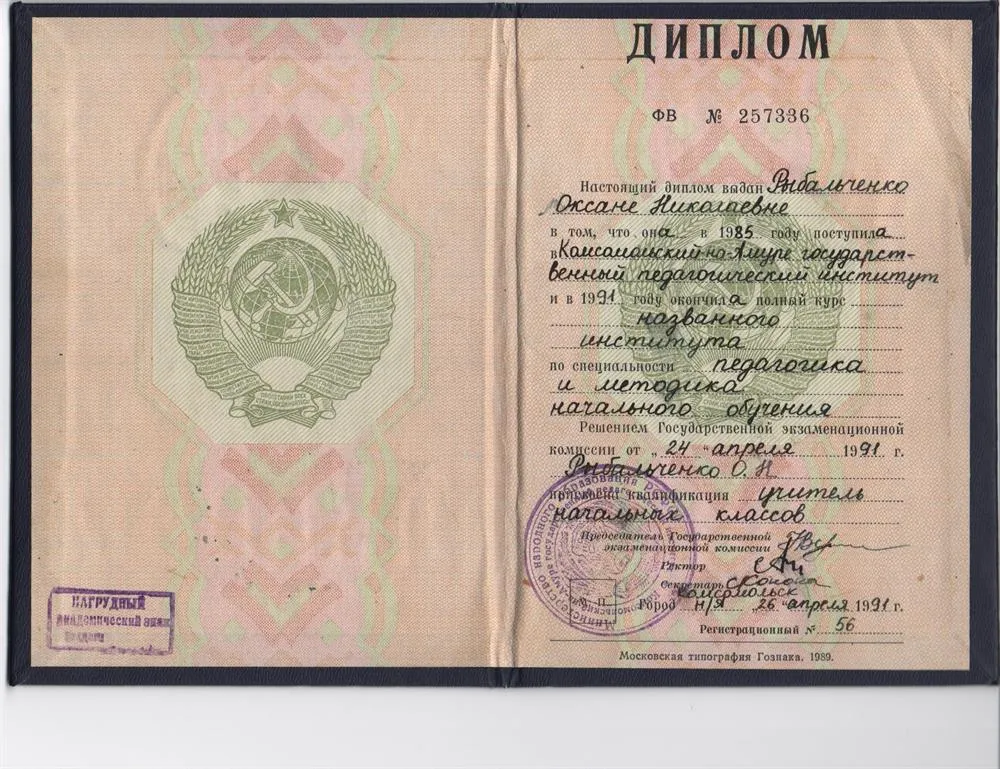 НАГРУДНЫЙ
академический знак
выдан
ДИПЛОМ
ФВ № 257336
Настоящий диплом выдан Рыбальченко
Оксане Николаевне
в том, что она в 1985 году поступила
в Комсомольский-на-Амуре государст-
венный педагогический институт
и в 1991 году окончила полный курс
названного
института
по специальности педагогика
и методика
начального обучения
Решением Государственной экзаменационной
комиссии от „24“ апреля 1991 г.
Рыбальченко О. Н
присвоена квалификация учитель
начальных классов
Председатель Государственной
экзаменационной комиссии
Ректор
Секретарь
М. П.
Город Комсомольск
н/А „26“ апреля 1991 г.
Регистрационный № 56
Московская типография Гознака. 1989.